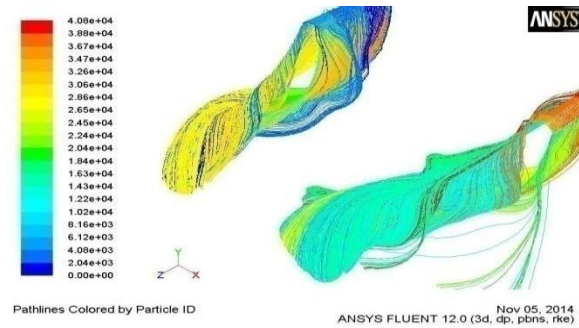 ANSYS
4.08e+04
3.88e+04
3.67e+04
3.47e+04
3.26e+04
3.06e+04
2.86e+04
2.65e+04
2.45e+04
2.24e+04
2.04e+04
1.84e+04
1.63e+04
1.43e+04
1.22e+04
1.02e+04
8.16e+03
6.12e+03
4.08e+03
2.04e+03
0.00e+00
Y
Z X
Pathlines Colored by Particle ID
Nov 05, 2014
ANSYS FLUENT 12.0 (3d, dp, pbns, rke)